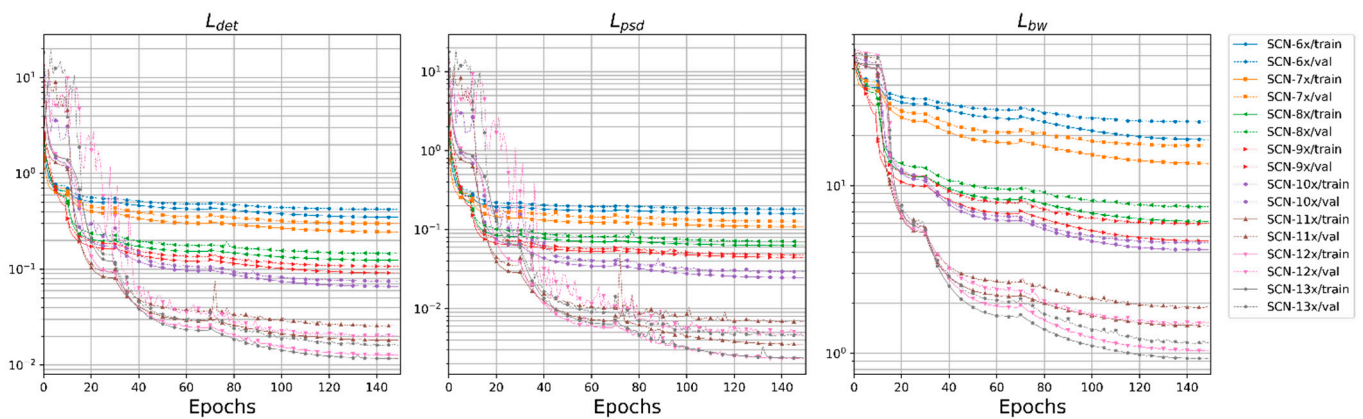 L_det
10^1
10^0
10^-1
10^-2
0 20 40 60 80 100 120 140
Epochs
L_psd
10^1
10^0
10^-1
10^-2
0 20 40 60 80 100 120 140
Epochs
L_bw
10^1
10^0
0 20 40 60 80 100 120 140
Epochs
SCN-6x/train
SCN-6x/val
SCN-7x/train
SCN-7x/val
SCN-8x/train
SCN-8x/val
SCN-9x/train
SCN-9x/val
SCN-10x/train
SCN-10x/val
SCN-11x/train
SCN-11x/val
SCN-12x/train
SCN-12x/val
SCN-13x/train
SCN-13x/val